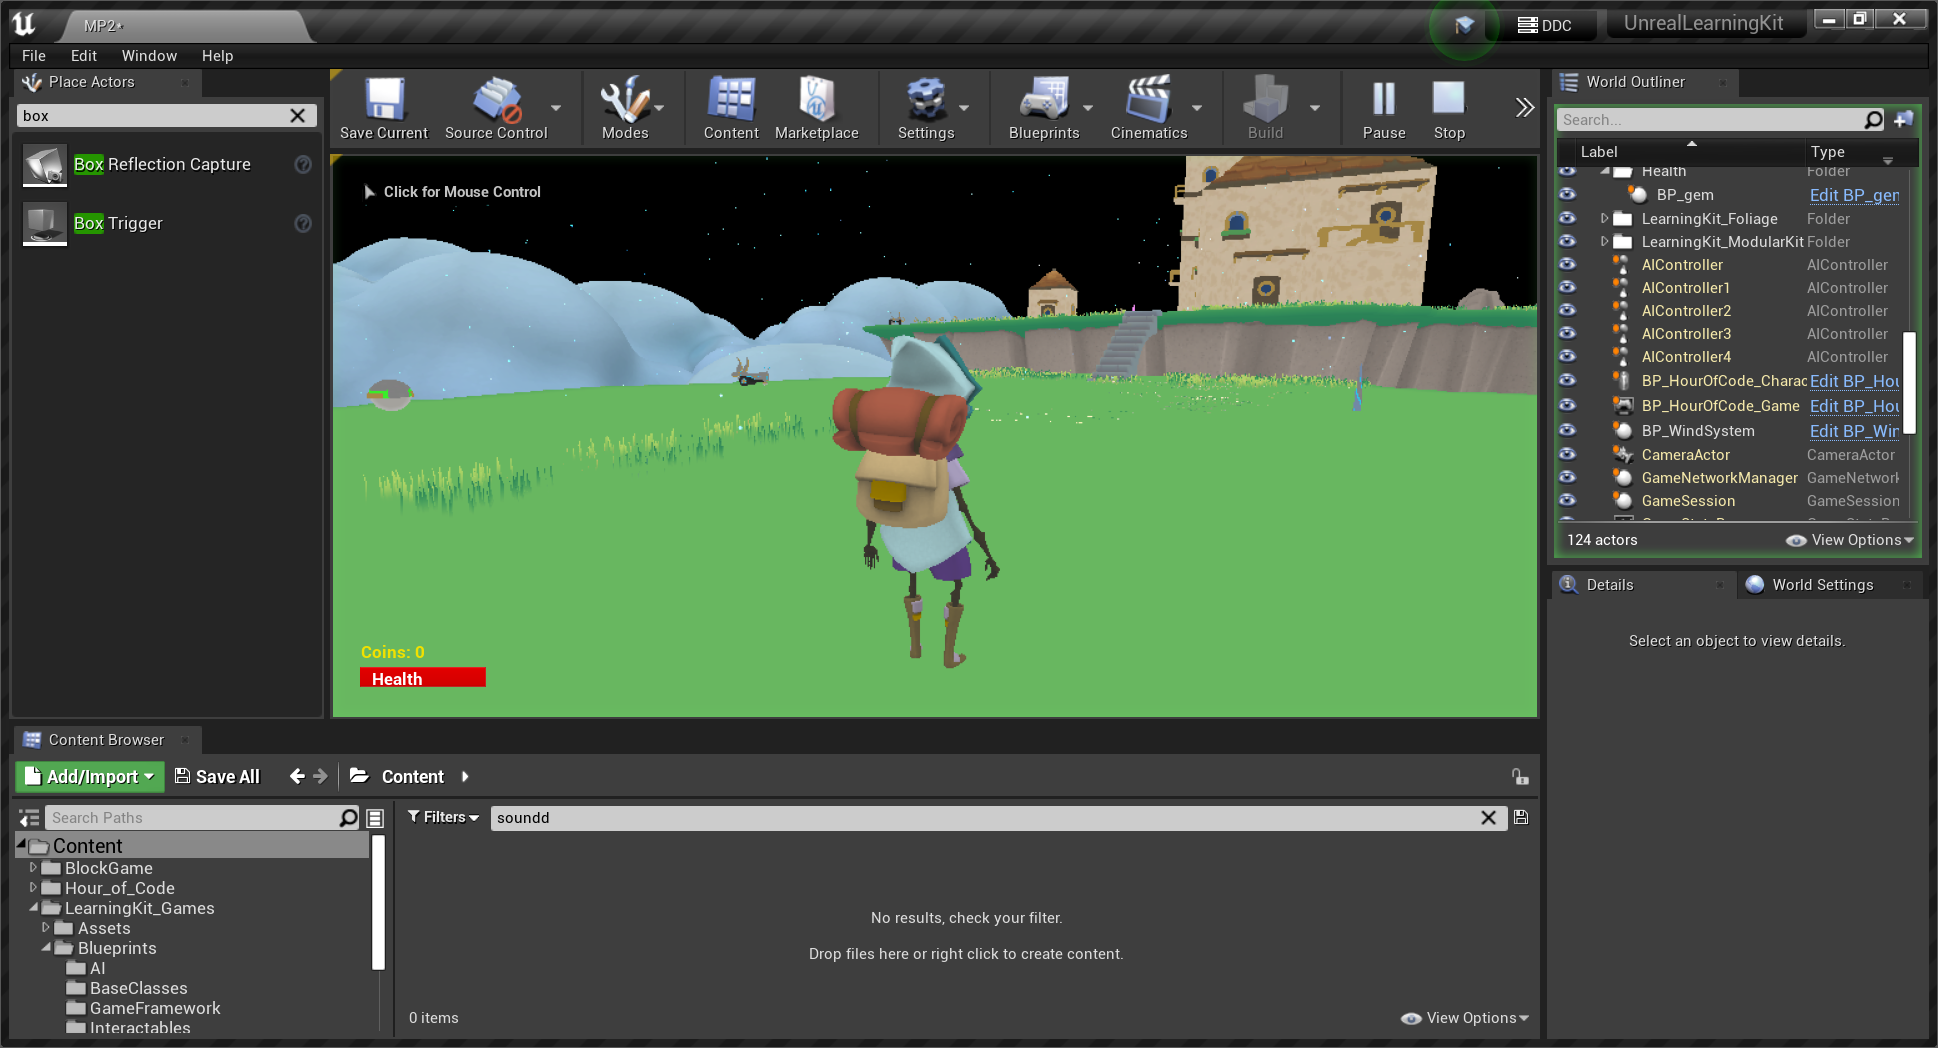 MP2*
DDC
UnrealLearningKit
File Edit Window Help
Place Actors
box
Box Reflection Capture
Box Trigger
Save Current
Source Control
Modes
Content
Marketplace
Settings
Blueprints
Cinematics
Build
Pause
Stop
Click for Mouse Control
Coins: 0
Health
World Outliner
Search...
Label Type
Health Folder
BP_gem Edit BP_gen
LearningKit_Foliage Folder
LearningKit_ModularKit Folder
AIController AIController
AIController1 AIController
AIController2 AIController
AIController3 AIController
AIController4 AIController
BP_HourOfCode_Charac Edit BP_Hou
BP_HourOfCode_Game Edit BP_Hou
BP_WindSystem Edit BP_Win
CameraActor CameraActor
GameNetworkManager GameNetwork
GameSession GameSession
124 actors
View Options
Details
World Settings
Select an object to view details.
Content Browser
Add/Import
Save All
Content
Search Paths
Filters
soundd
Content
BlockGame
Hour_of_Code
LearningKit_Games
Assets
Blueprints
AI
BaseClasses
GameFramework
Interactables
No results, check your filter.
Drop files here or right click to create content.
0 items
View Options